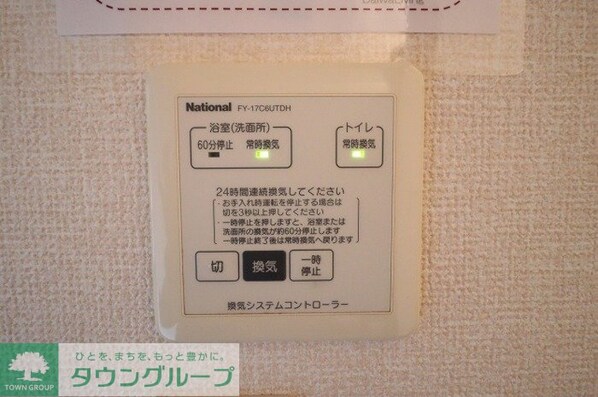 National FY-17C6UTDH
浴室(洗面所)
トイレ
60分停止 常時換気
常時換気
24時間連続換気してください
・お手入れ時運転を停止する場合は
切を3秒以上押してください
・一時停止を押しますと、浴室または
洗面所の換気が約60分停止します
一時停止終了後は常時換気へ戻ります
切
換気
一時
停止
換気システムコントローラー
ひとを、まちを、もっと豊かに。
タウングループ
TOWN GROUP